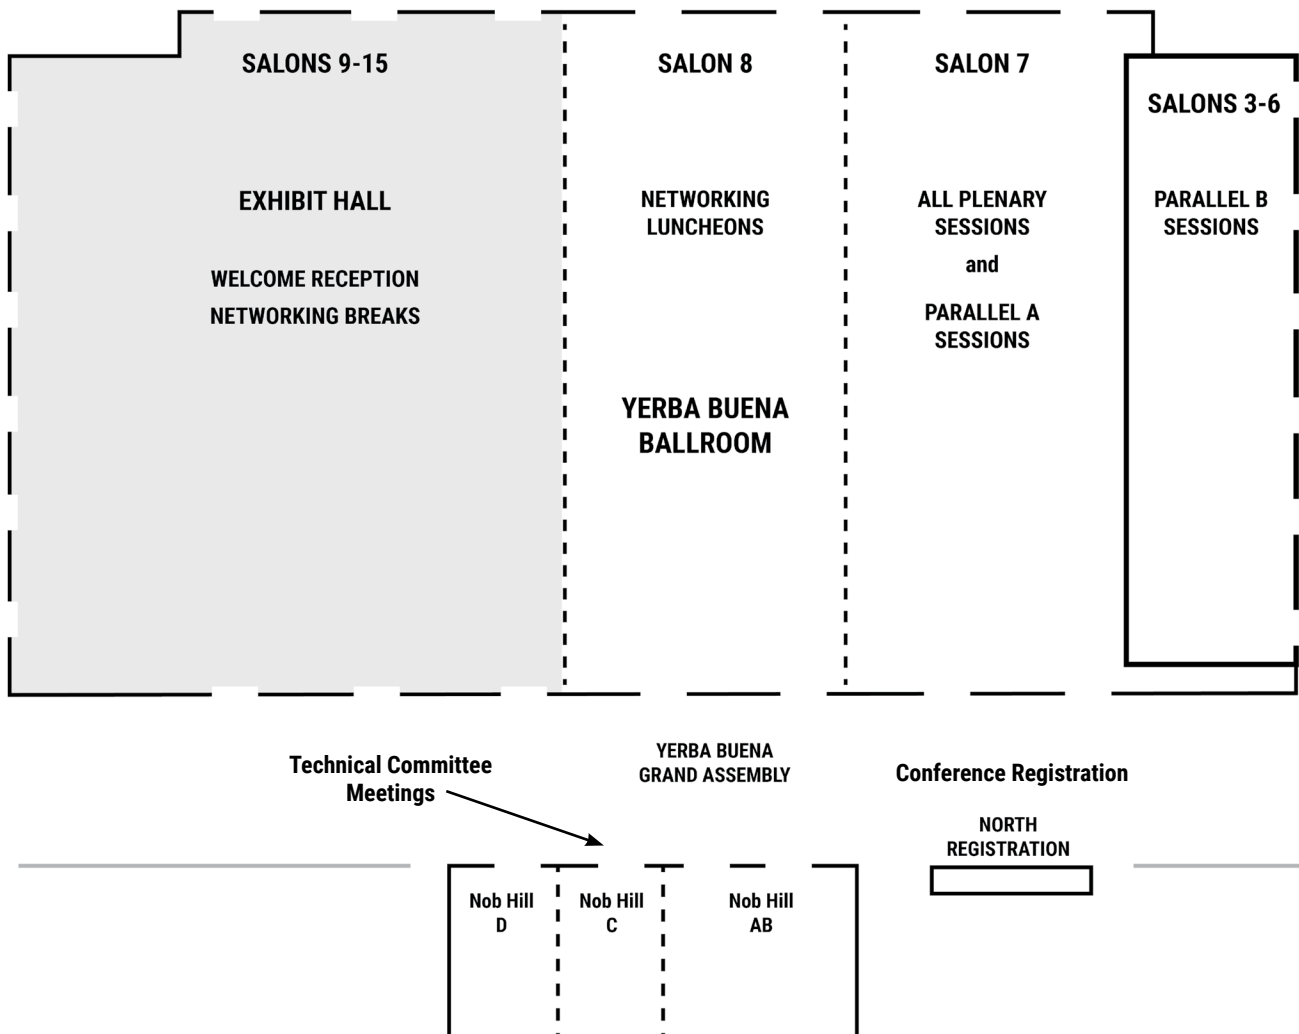 SALONS 9-15
EXHIBIT HALL
WELCOME RECEPTION
NETWORKING BREAKS
SALON 8
NETWORKING
LUNCHEONS
YERBA BUENA
BALLROOM
SALON 7
ALL PLENARY
SESSIONS
and
PARALLEL A
SESSIONS
SALONS 3-6
PARALLEL B
SESSIONS
Technical Committee
Meetings
YERBA BUENA
GRAND ASSEMBLY
Conference Registration
NORTH
REGISTRATION
Nob Hill
D
Nob Hill
C
Nob Hill
AB